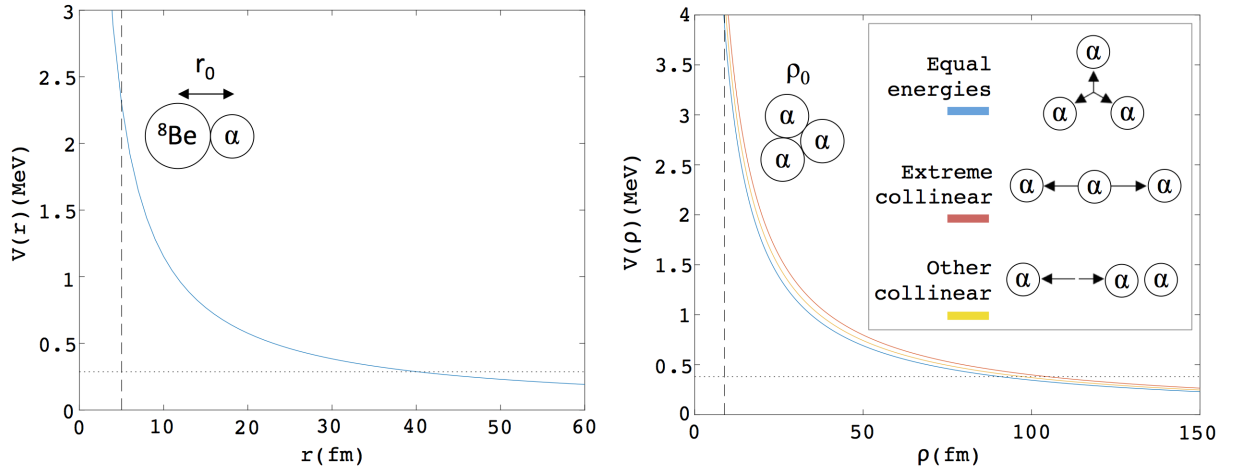 V(r)(MeV)
3
2.5
2
1.5
1
0.5
0
r₀
⁸Be
α
0
10
20
30
40
50
60
r(fm)
V(ρ)(MeV)
4
3.5
3
2.5
2
1.5
1
0.5
0
ρ₀
α
α
α
Equal
energies
α
α
α
Extreme
collinear
α
α
α
Other
collinear
α
α
α
50
100
150
ρ(fm)